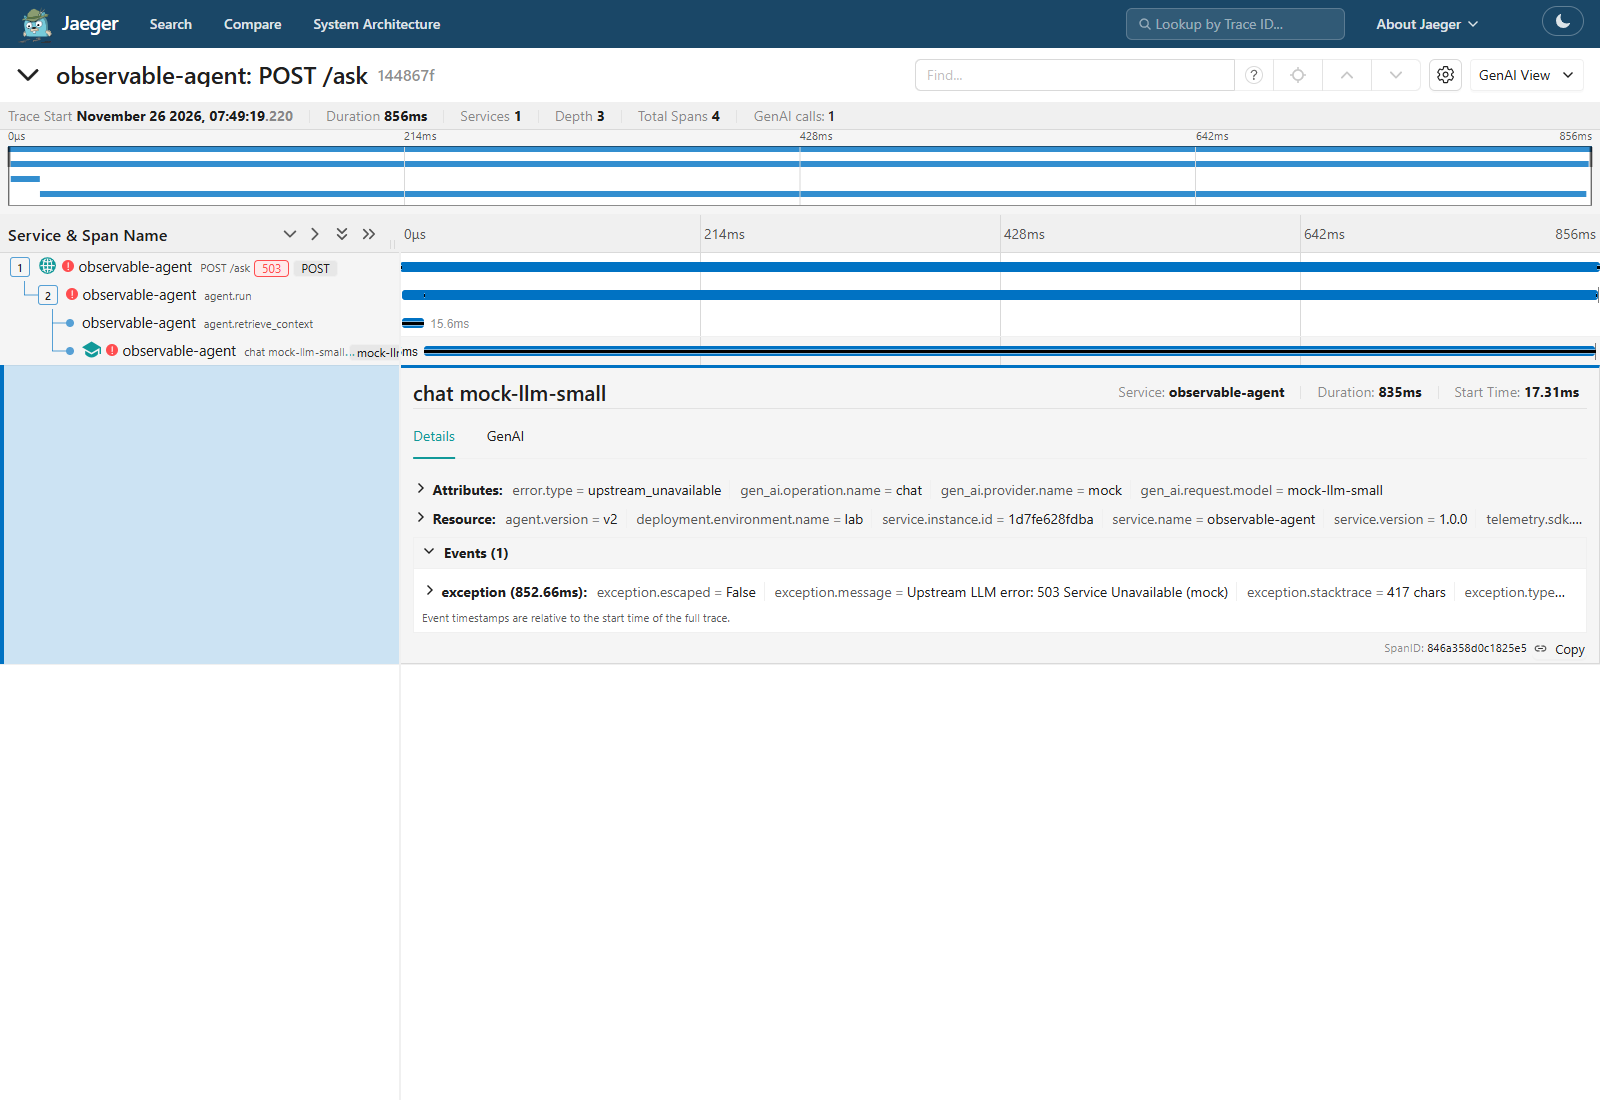 Jaeger Search Compare System Architecture Lookup by Trace ID... About Jaeger
observable-agent: POST /ask 144867f Find... ? GenAI View
Trace Start November 26 2026, 07:49:19.220 Duration 856ms Services 1 Depth 3 Total Spans 4 GenAI calls: 1
0μs 214ms 428ms 642ms 856ms
Service & Span Name 0μs 214ms 428ms 642ms 856ms
1 observable-agent POST /ask 503 POST
2 observable-agent agent.run
observable-agent agent.retrieve_context 15.6ms
observable-agent chat mock-llm-small... mock-llm ms
chat mock-llm-small Service: observable-agent Duration: 835ms Start Time: 17.31ms
Details GenAI
Attributes: error.type = upstream_unavailable gen_ai.operation.name = chat gen_ai.provider.name = mock gen_ai.request.model = mock-llm-small
Resource: agent.version = v2 deployment.environment.name = lab service.instance.id = 1d7fe628fdba service.name = observable-agent service.version = 1.0.0 telemetry.sdk....
Events (1)
exception (852.66ms): exception.escaped = False exception.message = Upstream LLM error: 503 Service Unavailable (mock) exception.stacktrace = 417 chars exception.type...
Event timestamps are relative to the start time of the full trace.
SpanID: 846a358d0c1825e5 Copy